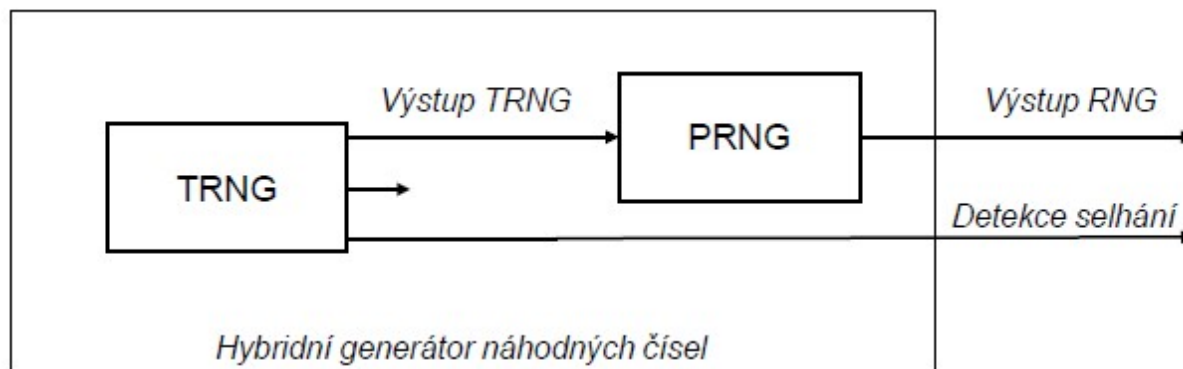 Výstup TRNG
Výstup RNG
PRNG
TRNG
Detekce selhání
Hybridní generátor náhodných čísel